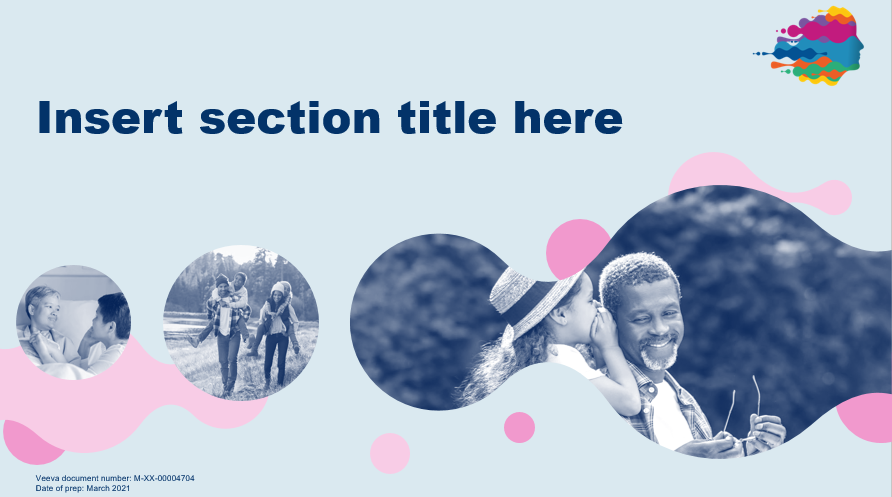 Insert section title here
Veeva document number: M-XX-00004704
Date of prep: March 2021